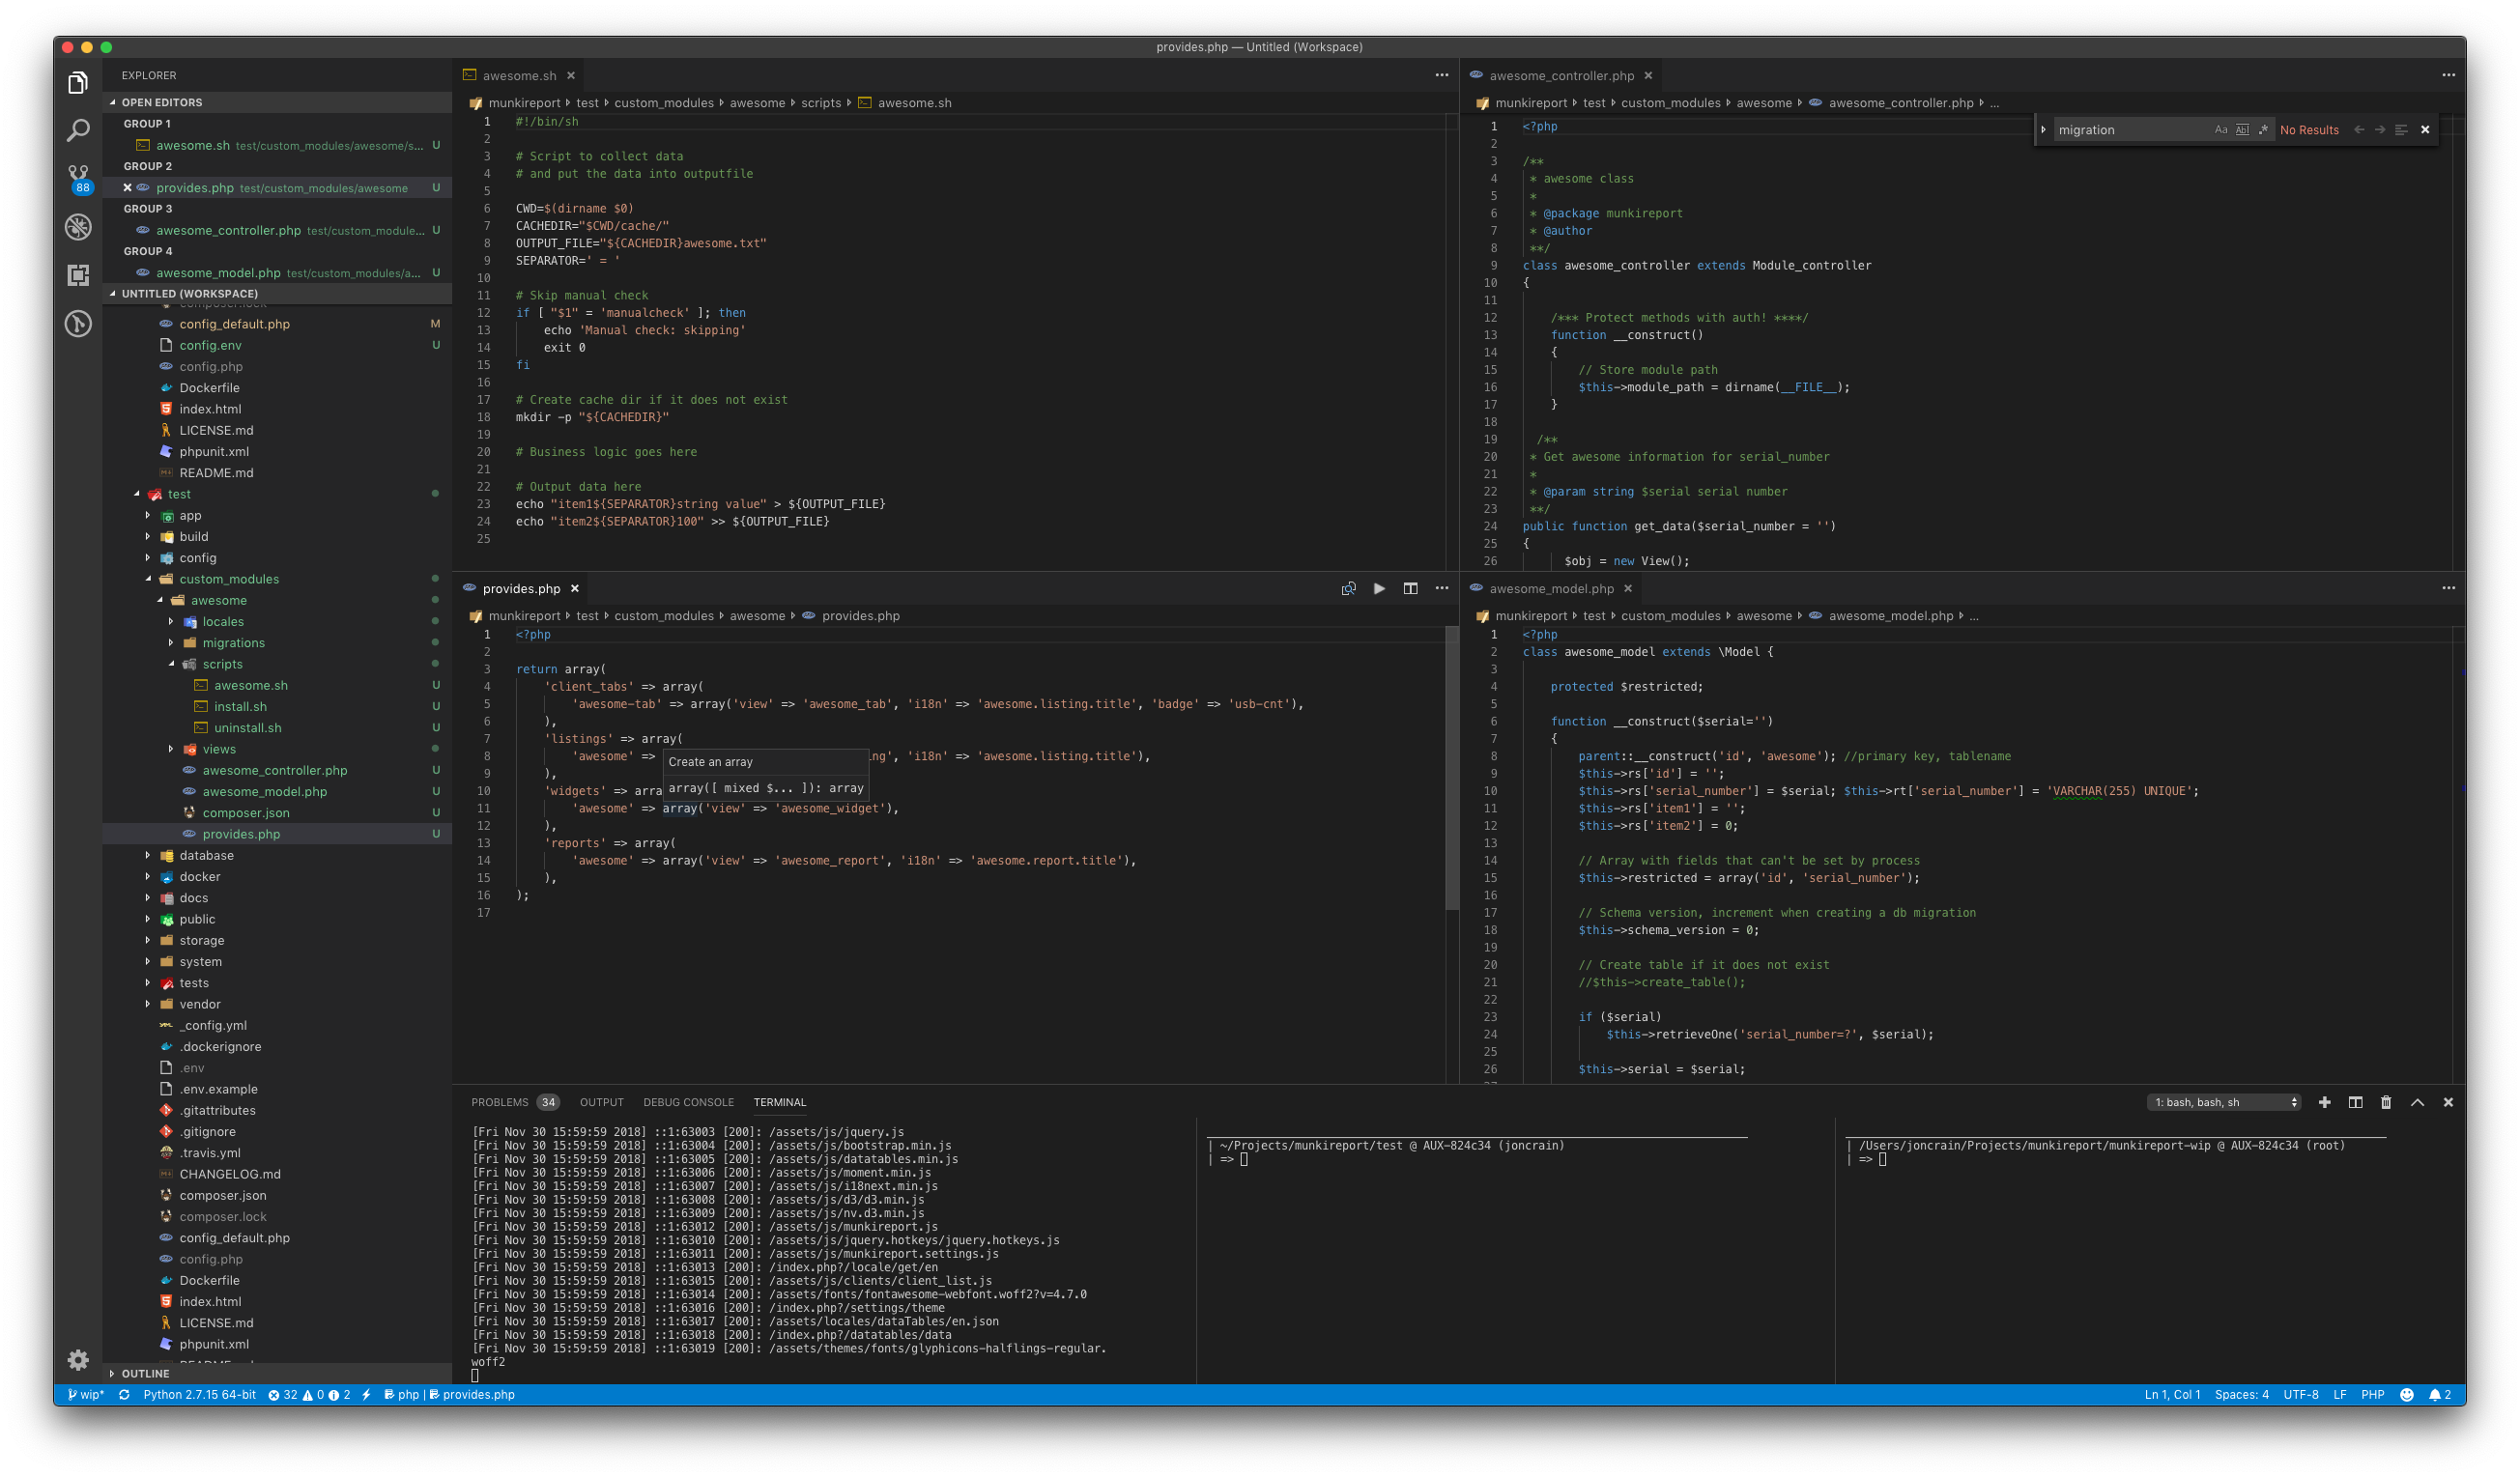 provides.php — Untitled (Workspace)
EXPLORER
OPEN EDITORS
GROUP 1
awesome.sh test/custom_modules/awesome/s... U
GROUP 2
provides.php test/custom_modules/awesome U
GROUP 3
awesome_controller.php test/custom_module... U
GROUP 4
awesome_model.php test/custom_modules/a... U
UNTITLED (WORKSPACE)
composer.lock
config_default.php M
config.env U
config.php
Dockerfile
index.html
LICENSE.md
phpunit.xml
README.md
test
app
build
config
custom_modules
awesome
locales
migrations
scripts
awesome.sh U
install.sh U
uninstall.sh U
views
awesome_controller.php U
awesome_model.php U
composer.json U
provides.php U
database
docker
docs
public
storage
system
tests
vendor
_config.yml
.dockerignore
.env
.env.example
.gitattributes
.gitignore
.travis.yml
CHANGELOG.md
composer.json
composer.lock
config_default.php
config.php
Dockerfile
index.html
LICENSE.md
phpunit.xml
OUTLINE
88
awesome.sh
munkireport test custom_modules awesome scripts awesome.sh
1 #!/bin/sh
2
3 # Script to collect data
4 # and put the data into outputfile
5
6 CWD=$(dirname $0)
7 CACHEDIR="$CWD/cache/"
8 OUTPUT_FILE="${CACHEDIR}awesome.txt"
9 SEPARATOR=' = '
10
11 # Skip manual check
12 if [ "$1" = 'manualcheck' ]; then
13 echo 'Manual check: skipping'
14 exit 0
15 fi
16
17 # Create cache dir if it does not exist
18 mkdir -p "${CACHEDIR}"
19
20 # Business logic goes here
21
22 # Output data here
23 echo "item1${SEPARATOR}string value" > ${OUTPUT_FILE}
24 echo "item2${SEPARATOR}100" >> ${OUTPUT_FILE}
25
awesome_controller.php
munkireport test custom_modules awesome awesome_controller.php ...
migration Aa Abl .* No Results
1 <?php
2
3 /**
4 * awesome class
5 *
6 * @package munkireport
7 * @author
8 **/
9 class awesome_controller extends Module_controller
10 {
11
12 /*** Protect methods with auth! ****/
13 function __construct()
14 {
15 // Store module path
16 $this->module_path = dirname(__FILE__);
17 }
18
19 /**
20 * Get awesome information for serial_number
21 *
22 * @param string $serial serial number
23 **/
24 public function get_data($serial_number = '')
25 {
26 $obj = new View();
provides.php
munkireport test custom_modules awesome provides.php
1 <?php
2
3 return array(
4 'client_tabs' => array(
5 'awesome-tab' => array('view' => 'awesome_tab', 'i18n' => 'awesome.listing.title', 'badge' => 'usb-cnt'),
6 ),
7 'listings' => array(
8 'awesome' => ng', 'i18n' => 'awesome.listing.title'),
Create an array
9 ),
array([ mixed $... ]): array
10 'widgets' => arra
11 'awesome' => array('view' => 'awesome_widget'),
12 ),
13 'reports' => array(
14 'awesome' => array('view' => 'awesome_report', 'i18n' => 'awesome.report.title'),
15 ),
16 );
17
awesome_model.php
munkireport test custom_modules awesome awesome_model.php ...
1 <?php
2 class awesome_model extends \Model {
3
4 protected $restricted;
5
6 function __construct($serial='')
7 {
8 parent::__construct('id', 'awesome'); //primary key, tablename
9 $this->rs['id'] = '';
10 $this->rs['serial_number'] = $serial; $this->rt['serial_number'] = 'VARCHAR(255) UNIQUE';
11 $this->rs['item1'] = '';
12 $this->rs['item2'] = 0;
13
14 // Array with fields that can't be set by process
15 $this->restricted = array('id', 'serial_number');
16
17 // Schema version, increment when creating a db migration
18 $this->schema_version = 0;
19
20 // Create table if it does not exist
21 //$this->create_table();
22
23 if ($serial)
24 $this->retrieveOne('serial_number=?', $serial);
25
26 $this->serial = $serial;
PROBLEMS 34 OUTPUT DEBUG CONSOLE TERMINAL
1: bash, bash, sh
[Fri Nov 30 15:59:59 2018] ::1:63003 [200]: /assets/js/jquery.js
[Fri Nov 30 15:59:59 2018] ::1:63004 [200]: /assets/js/bootstrap.min.js
[Fri Nov 30 15:59:59 2018] ::1:63005 [200]: /assets/js/datatables.min.js
[Fri Nov 30 15:59:59 2018] ::1:63006 [200]: /assets/js/moment.min.js
[Fri Nov 30 15:59:59 2018] ::1:63007 [200]: /assets/js/i18next.min.js
[Fri Nov 30 15:59:59 2018] ::1:63008 [200]: /assets/js/d3/d3.min.js
[Fri Nov 30 15:59:59 2018] ::1:63009 [200]: /assets/js/nv.d3.min.js
[Fri Nov 30 15:59:59 2018] ::1:63012 [200]: /assets/js/munkireport.js
[Fri Nov 30 15:59:59 2018] ::1:63010 [200]: /assets/js/jquery.hotkeys/jquery.hotkeys.js
[Fri Nov 30 15:59:59 2018] ::1:63011 [200]: /assets/js/munkireport.settings.js
[Fri Nov 30 15:59:59 2018] ::1:63013 [200]: /index.php?/locale/get/en
[Fri Nov 30 15:59:59 2018] ::1:63015 [200]: /assets/js/clients/client_list.js
[Fri Nov 30 15:59:59 2018] ::1:63014 [200]: /assets/fonts/fontawesome-webfont.woff2?v=4.7.0
[Fri Nov 30 15:59:59 2018] ::1:63016 [200]: /index.php?/settings/theme
[Fri Nov 30 15:59:59 2018] ::1:63017 [200]: /assets/locales/dataTables/en.json
[Fri Nov 30 15:59:59 2018] ::1:63018 [200]: /index.php?/datatables/data
[Fri Nov 30 15:59:59 2018] ::1:63019 [200]: /assets/themes/fonts/glyphicons-halflings-regular.
woff2
| ~/Projects/munkireport/test @ AUX-824c34 (joncrain)
| =>
| /Users/joncrain/Projects/munkireport/munkireport-wip @ AUX-824c34 (root)
| =>
wip* Python 2.7.15 64-bit 32 0 2 php | provides.php
Ln 1, Col 1 Spaces: 4 UTF-8 LF PHP 2